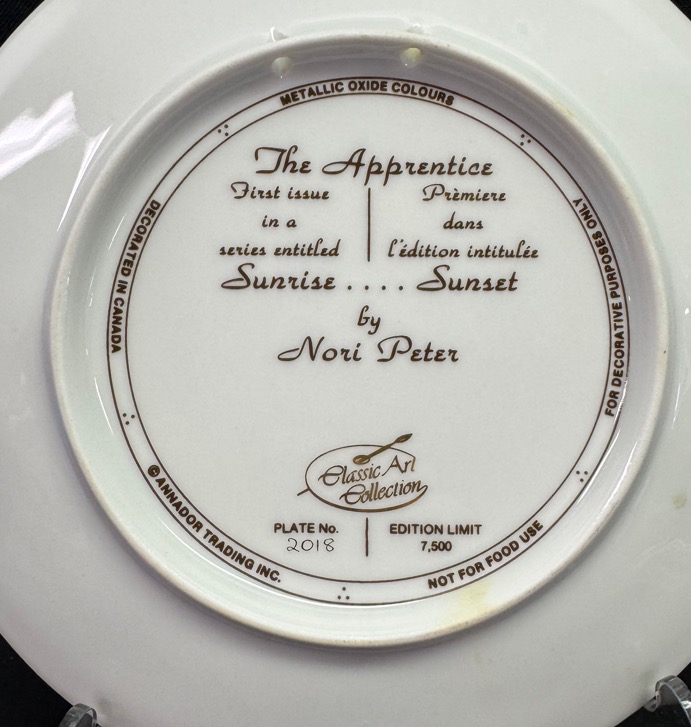 METALLIC OXIDE COLOURS
The Apprentice
First issue
in a
series entitled
Prèmiere
dans
l'édition intitulée
Sunrise .... Sunset
by
Nori Peter
Classic Art
Collection
PLATE No.
2018
EDITION LIMIT
7,500
DECORATED IN CANADA
FOR DECORATIVE PURPOSES ONLY
©ANNADOR TRADING INC.
NOT FOR FOOD USE